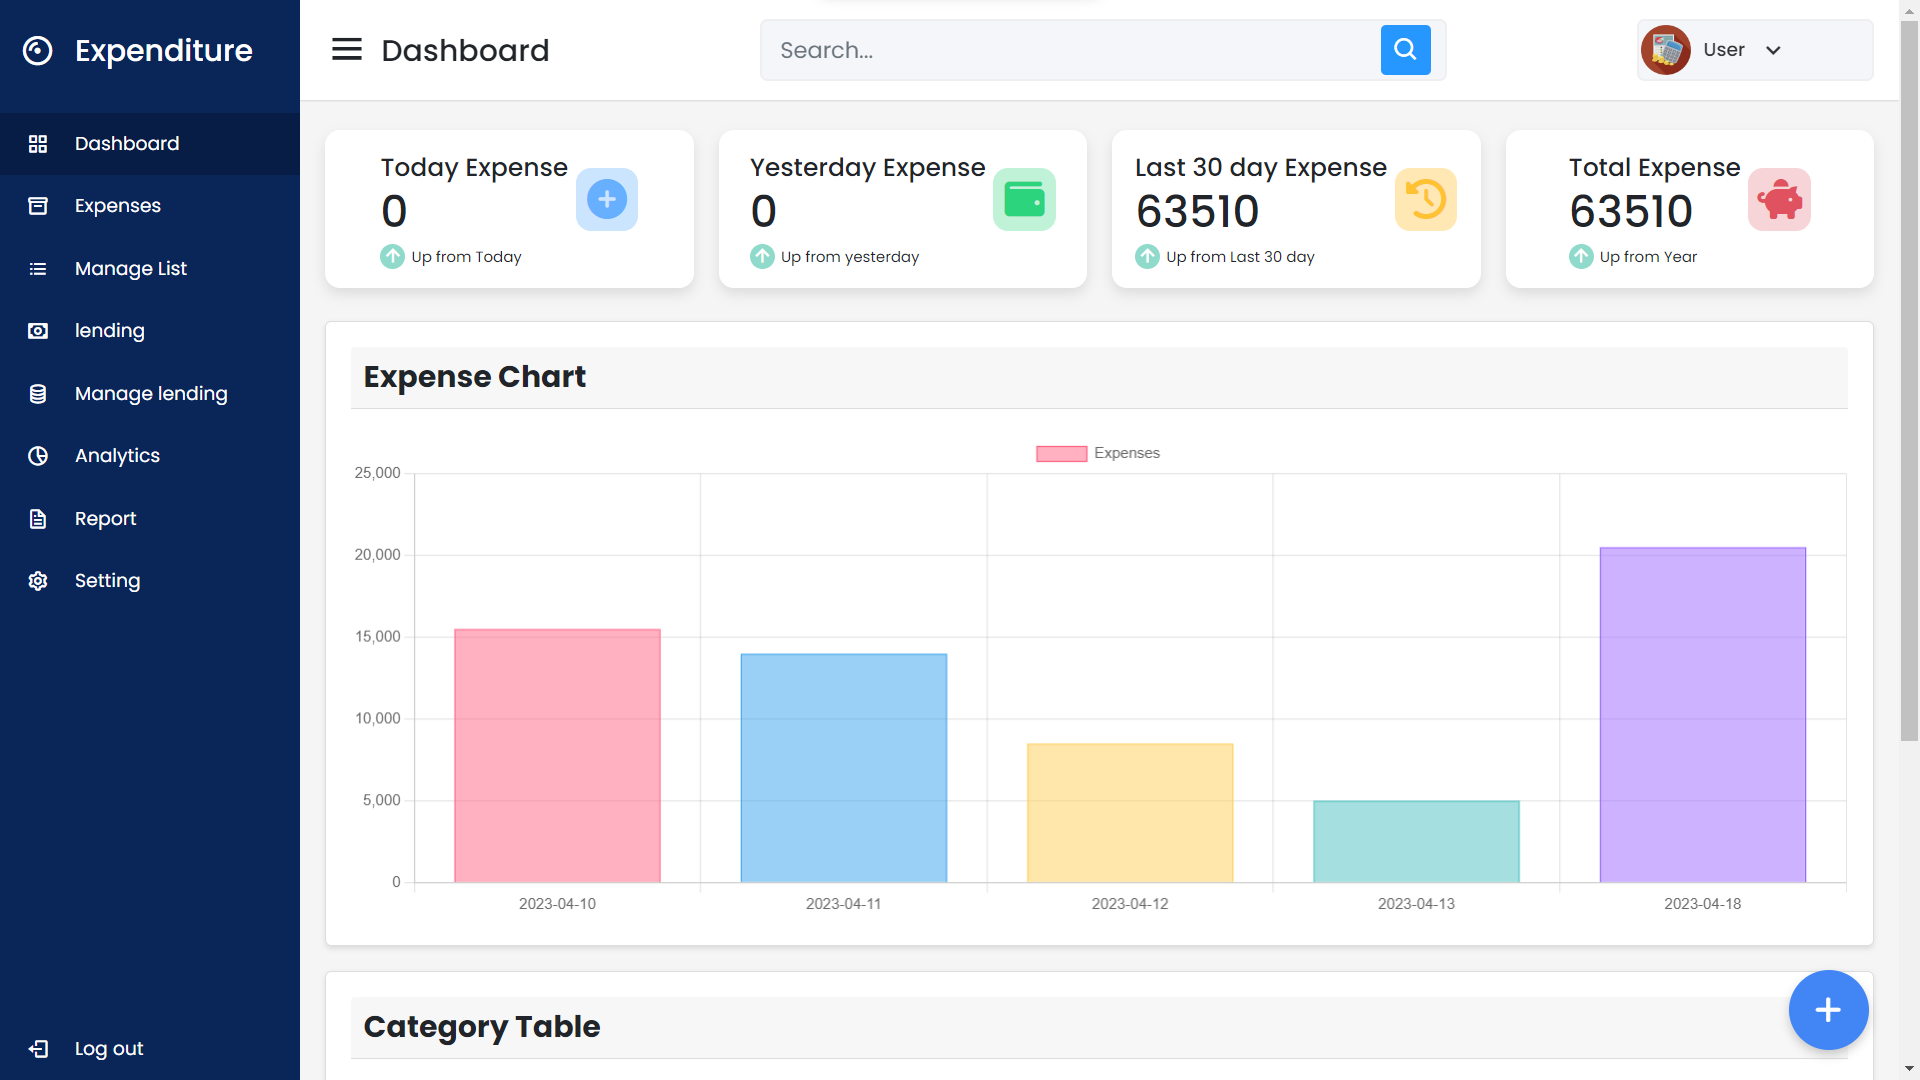 Expenditure
Dashboard
Expenses
Manage List
lending
Manage lending
Analytics
Report
Setting
Log out
Dashboard
Search...
User
Today Expense
0
Up from Today
Yesterday Expense
0
Up from yesterday
Last 30 day Expense
63510
Up from Last 30 day
Total Expense
63510
Up from Year
Expense Chart
Expenses
25,000
20,000
15,000
10,000
5,000
0
2023-04-10
2023-04-11
2023-04-12
2023-04-13
2023-04-18
Category Table